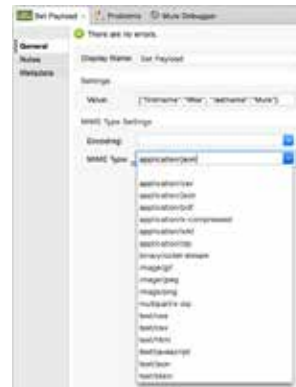 Set Payload
Problems
Mule Debugger
General
Notes
Metadata
There are no errors.
Display Name: Set Payload
Settings
Value:
MIME Type Settings
Encoding:
MIME Type: application/json
application/csv
application/json
application/pdf
application/x-compressed
application/xml
application/zip
binary/octet-stream
image/gif
image/jpeg
image/png
text/css
text/csv
text/html
text/javascript
text/json
text/plain